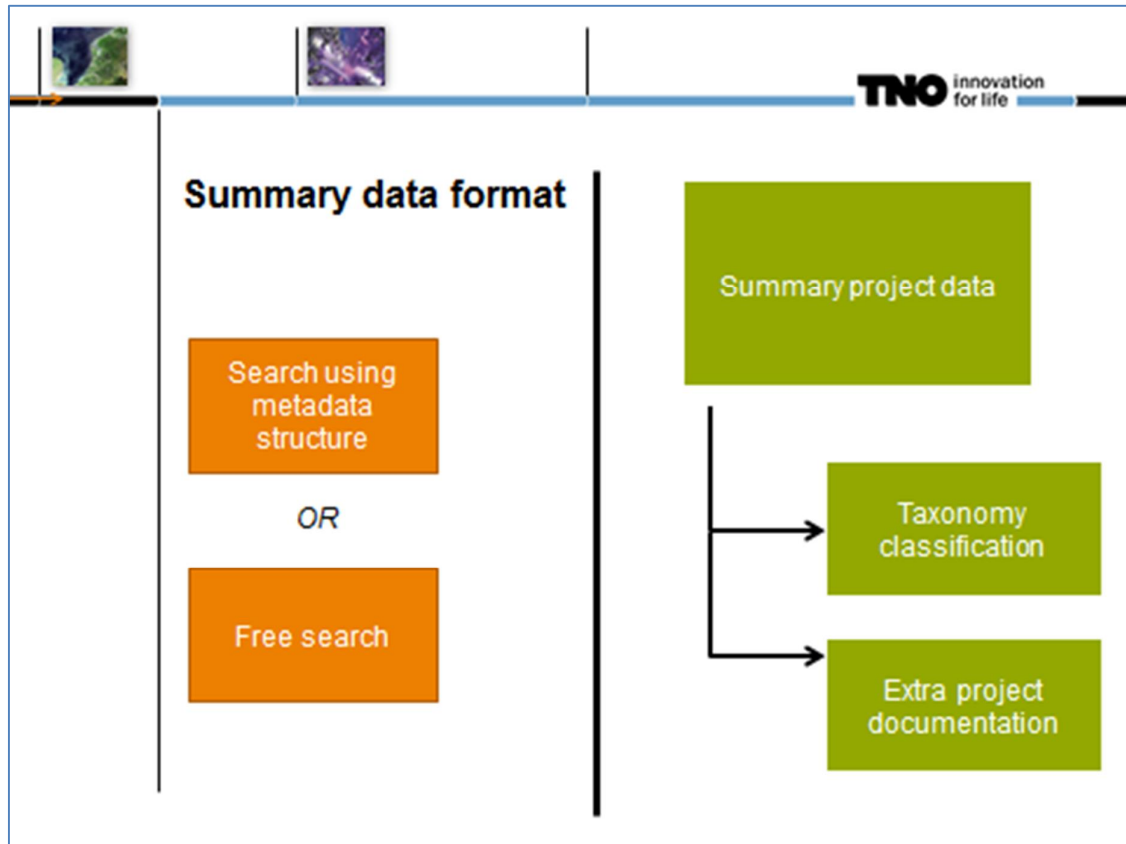 TNO innovation
for life
Summary data format
Summary project data
Search using
metadata
structure
OR
Free search
Taxonomy
classification
Extra project
documentation